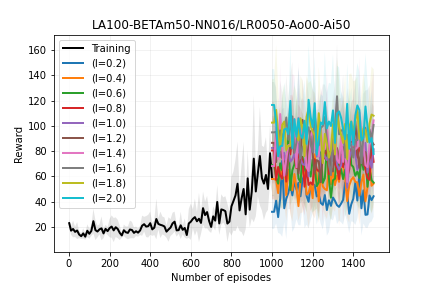 LA100-BETAm50-NN016/LR0050-Ao00-Ai50
Reward
160
140
120
100
80
60
40
20
Training
(l=0.2)
(l=0.4)
(l=0.6)
(l=0.8)
(l=1.0)
(l=1.2)
(l=1.4)
(l=1.6)
(l=1.8)
(l=2.0)
0 200 400 600 800 1000 1200 1400
Number of episodes